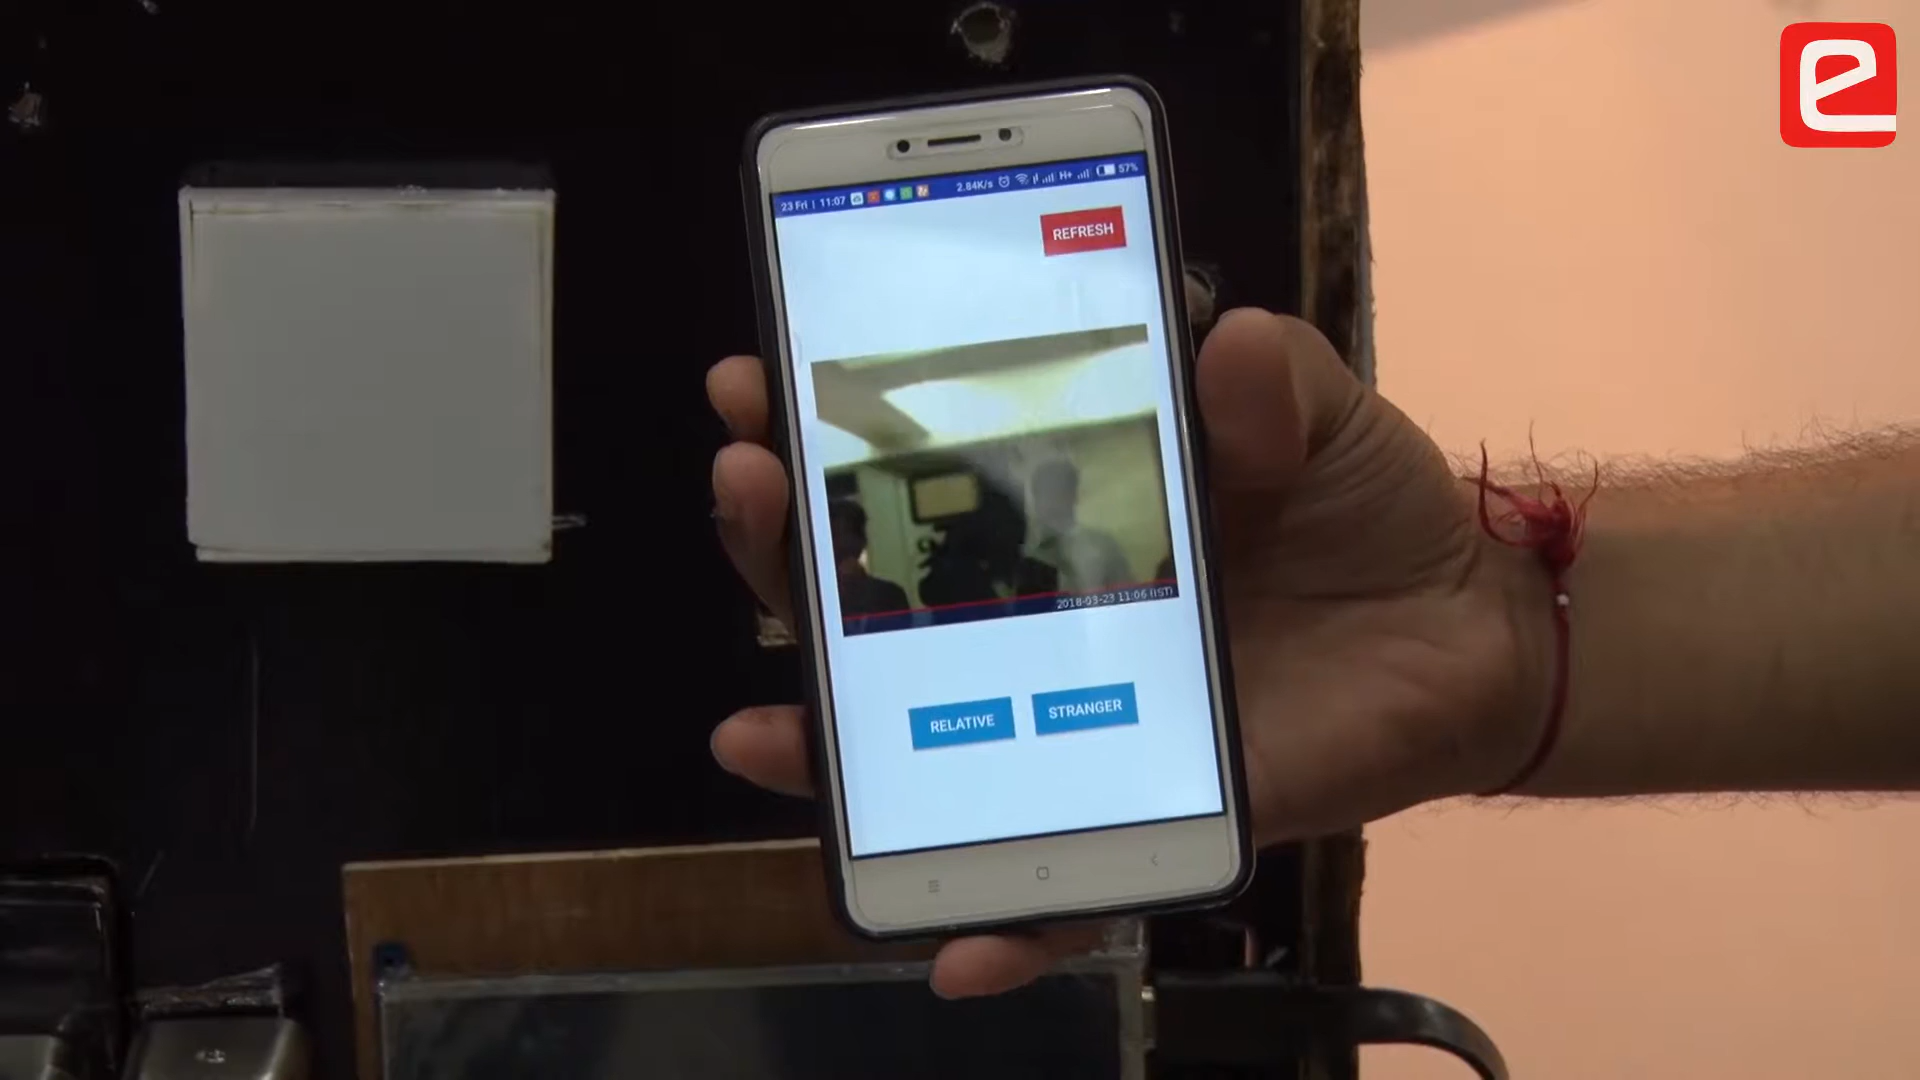 23 Fri | 11:07 2.84K/s H+ 57%
REFRESH
2018-03-23 11:06 (IST)
RELATIVE STRANGER
e